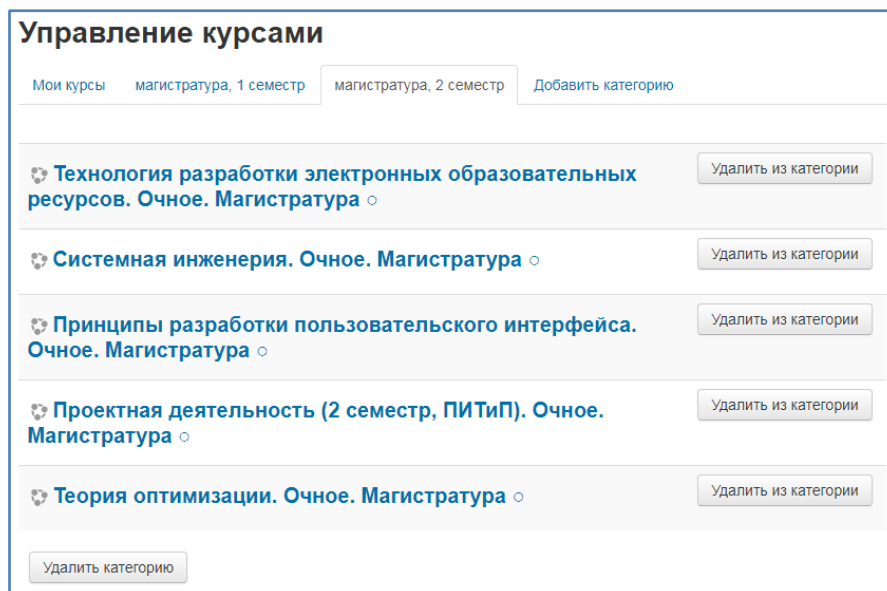 Управление курсами
Мои курсы магистратура, 1 семестр магистратура, 2 семестр Добавить категорию
Технология разработки электронных образовательных
ресурсов. Очное. Магистратура
Удалить из категории
Системная инженерия. Очное. Магистратура
Удалить из категории
Принципы разработки пользовательского интерфейса.
Очное. Магистратура
Удалить из категории
Проектная деятельность (2 семестр, ПИТиП). Очное.
Магистратура
Удалить из категории
Теория оптимизации. Очное. Магистратура
Удалить из категории
Удалить категорию